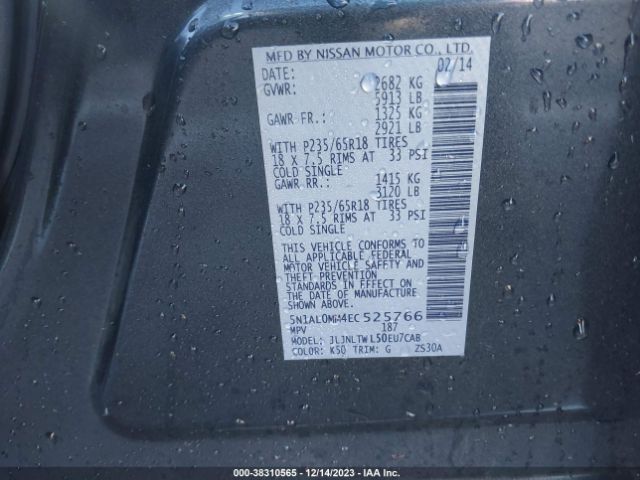 MFD BY NISSAN MOTOR CO., LTD.
DATE: 02/14
GVWR: 2682 KG
5913 LB
GAWR FR.: 1325 KG
2921 LB
WITH P235/65R18 TIRES
18 X 7.5 RIMS AT 33 PSI
COLD SINGLE
GAWR RR.: 1415 KG
3120 LB
WITH P235/65R18 TIRES
18 X 7.5 RIMS AT 33 PSI
COLD SINGLE
THIS VEHICLE CONFORMS TO
ALL APPLICABLE FEDERAL
MOTOR VEHICLE SAFETY AND
THEFT PREVENTION
STANDARDS IN EFFECT ON
THE DATE OF MANUFACTURE
SHOWN ABOVE.
5N1AL0MM4EC525766
MPV 187
MODEL: JLJNLTWL50EU7CAB
COLOR: K50 TRIM: G ZS30A
000-38310565 - 12/14/2023 - IAA Inc.